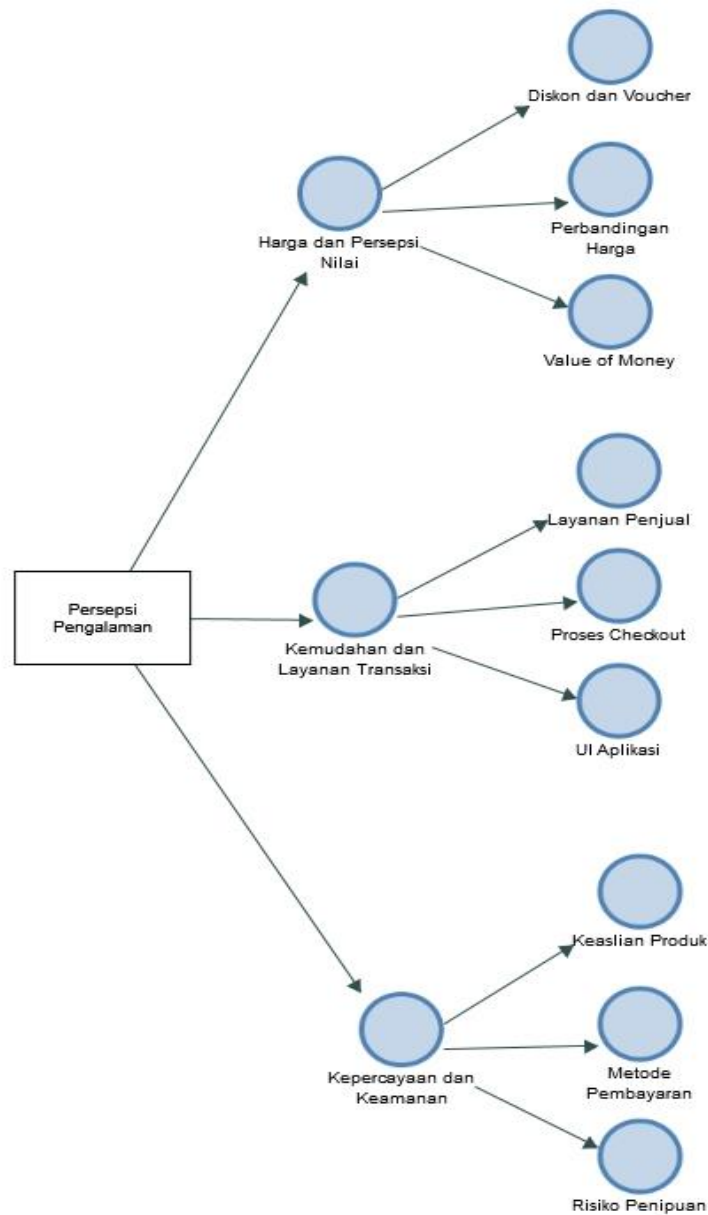 Diskon dan Voucher
Harga dan Persepsi
Nilai
Perbandingan
Harga
Value of Money
Persepsi
Pengalaman
Layanan Penjual
Kemudahan dan
Layanan Transaksi
Proses Checkout
UI Aplikasi
Keaslian Produk
Kepercayaan dan
Keamanan
Metode
Pembayaran
Risiko Penipuan